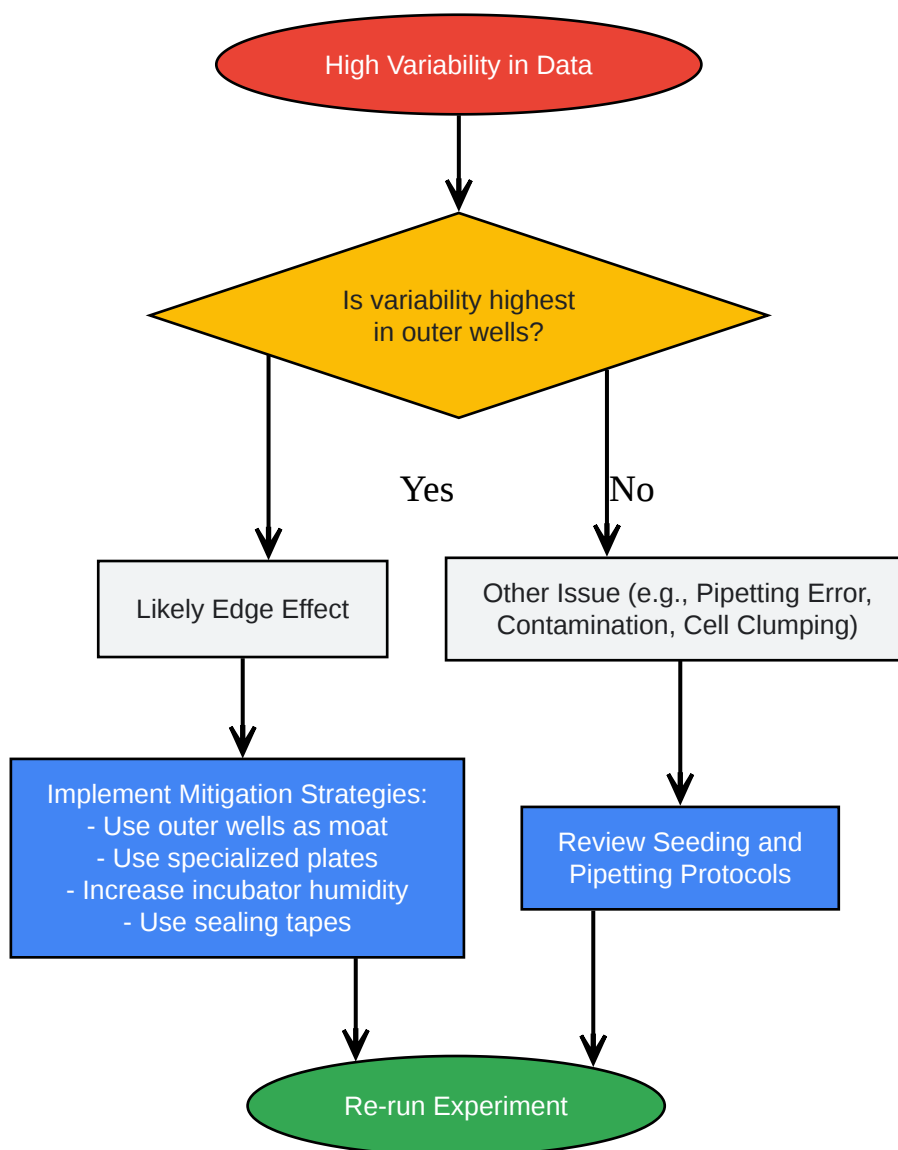 High Variability in Data
Is variability highest
in outer wells?
Yes
No
Likely Edge Effect
Other Issue (e.g., Pipetting Error,
Contamination, Cell Clumping)
Implement Mitigation Strategies:
- Use outer wells as moat
- Use specialized plates
- Increase incubator humidity
- Use sealing tapes
Review Seeding and
Pipetting Protocols
Re-run Experiment